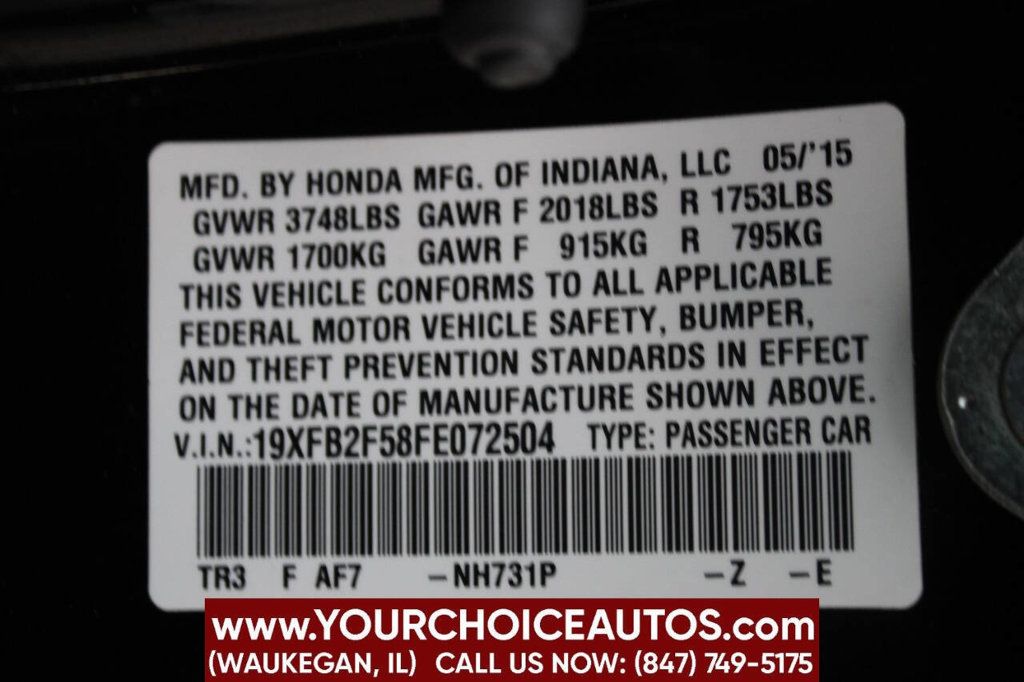 MFD. BY HONDA MFG. OF INDIANA, LLC 05/'15
GVWR 3748LBS GAWR F 2018LBS R 1753LBS
GVWR 1700KG GAWR F 915KG R 795KG
THIS VEHICLE CONFORMS TO ALL APPLICABLE
FEDERAL MOTOR VEHICLE SAFETY, BUMPER,
AND THEFT PREVENTION STANDARDS IN EFFECT
ON THE DATE OF MANUFACTURE SHOWN ABOVE.
V.I.N.:19XFB2F58FE072504 TYPE: PASSENGER CAR
TR3 F AF7 -NH731P -Z -E
www.YOURCHOICEAUTOS.com
(WAUKEGAN, IL) CALL US NOW: (847) 749-5175